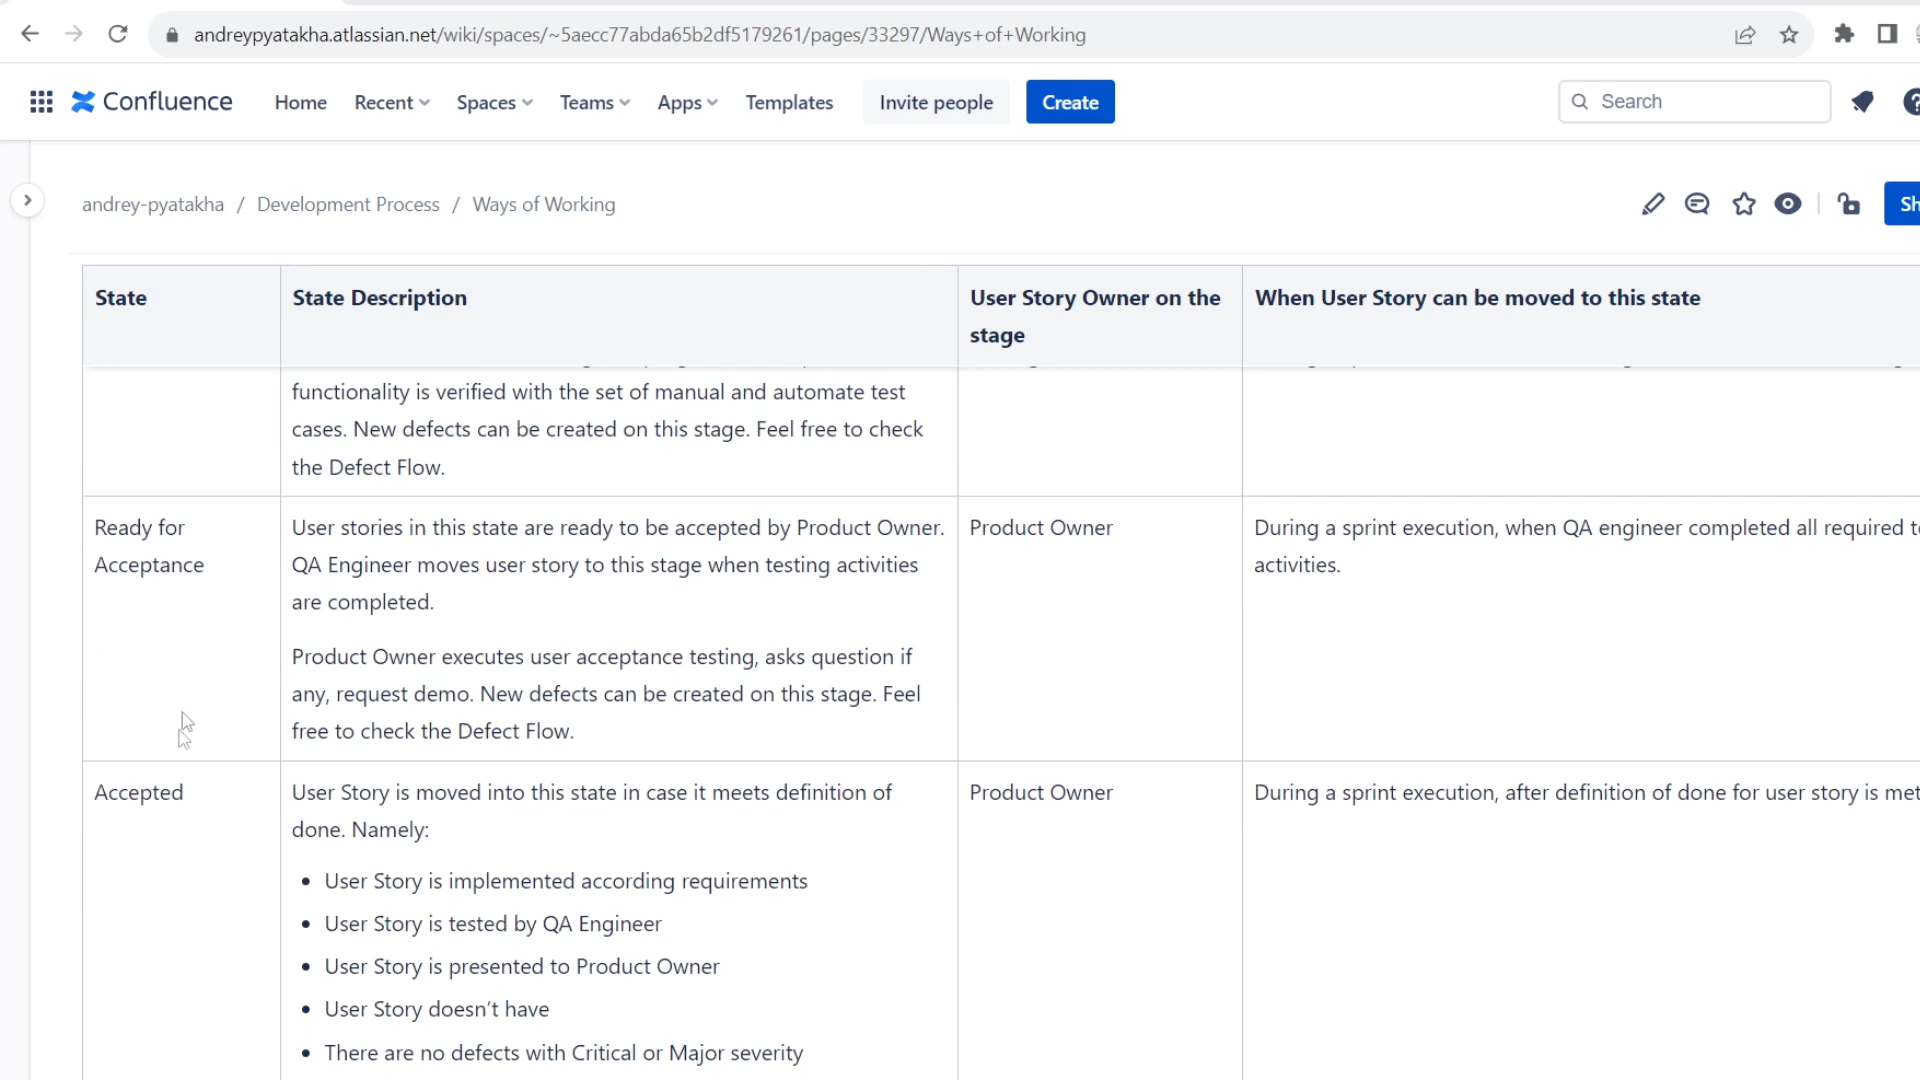 andreypyatakha.atlassian.net/wiki/spaces/~5aecc77abda65b2df5179261/pages/33297/Ways+of+Working
Confluence Home Recent Spaces Teams Apps Templates Invite people Create Search
andrey-pyatakha / Development Process / Ways of Working
State
State Description
User Story Owner on the
stage
When User Story can be moved to this state
functionality is verified with the set of manual and automate test
cases. New defects can be created on this stage. Feel free to check
the Defect Flow.
Ready for
Acceptance
User stories in this state are ready to be accepted by Product Owner.
QA Engineer moves user story to this stage when testing activities
are completed.
Product Owner executes user acceptance testing, asks question if
any, request demo. New defects can be created on this stage. Feel
free to check the Defect Flow.
Product Owner
During a sprint execution, when QA engineer completed all required
activities.
Accepted
User Story is moved into this state in case it meets definition of
done. Namely:
• User Story is implemented according requirements
• User Story is tested by QA Engineer
• User Story is presented to Product Owner
• User Story doesn't have
• There are no defects with Critical or Major severity
Product Owner
During a sprint execution, after definition of done for user story is met